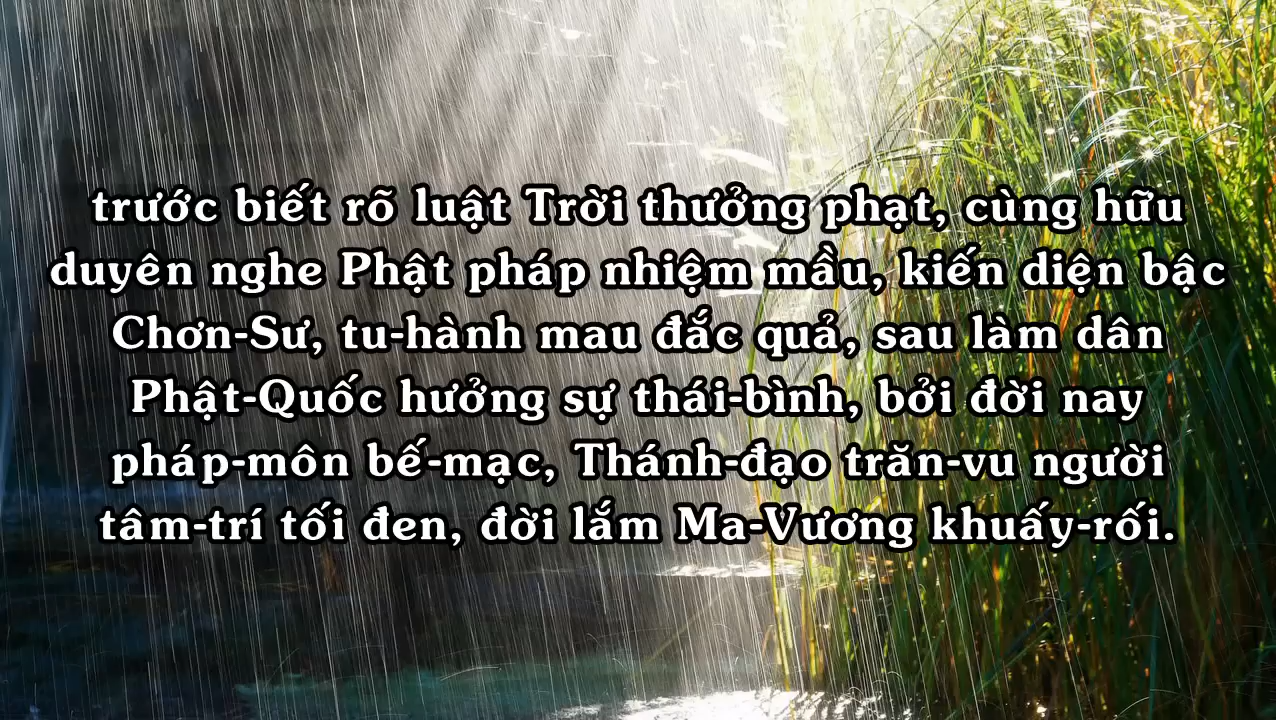 trước biết rõ luật Trời thưởng phạt, cùng hữu
duyên nghe Phật pháp nhiệm mầu, kiến diện bậc
Chơn-Sư, tu-hành mau đắc quả, sau làm dân
Phật-Quốc hưởng sự thái-bình, bởi đời nay
pháp-môn bế-mạc, Thánh-đạo trăn-vu người
tâm-trí tối đen, đời lắm Ma-Vương khuấy-rối.